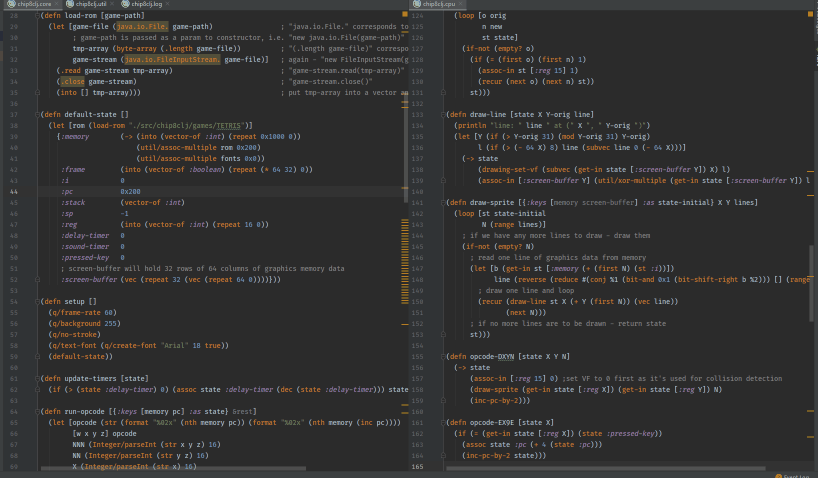 chip8clj.core × chip8clj.util × chip8clj.log ×
28 (defn load-rom [game-path]
29 (let [game-file (java.io.File. game-path) ; "java.io.File." corresponds to
30 ; game-path is passed as a param to constructor, i.e. "new java.io.File(game-path)"
31 tmp-array (byte-array (.length game-file)) ; "(.length game-file)" correspo
32 game-stream (java.io.FileInputStream. game-file)] ; again - "new FileInputStream(g
33 (.read game-stream tmp-array) ; "game-stream.read(tmp-array)"
34 (.close game-stream) ; "game-stream.close()"
35 (into [] tmp-array))) ; put tmp-array into a vector a
36
37 (defn default-state []
38 (let [rom (load-rom "./src/chip8clj/games/TETRIS")]
39 {:memory (-> (into (vector-of :int) (repeat 0x1000 0))
40 (util/assoc-multiple rom 0x200)
41 (util/assoc-multiple fonts 0x0))
42 :frame (into (vector-of :boolean) (repeat (* 64 32) 0))
43 :i 0
44 :pc 0x200
45 :stack (vector-of :int)
46 :sp -1
47 :reg (into (vector-of :int) (repeat 16 0))
48 :delay-timer 0
49 :sound-timer 0
50 :pressed-key 0
51 ; screen-buffer will hold 32 rows of 64 columns of graphics memory data
52 :screen-buffer (vec (repeat 32 (vec (repeat 64 0))))}))
53
54 (defn setup []
55 (q/frame-rate 60)
56 (q/background 255)
57 (q/no-stroke)
58 (q/text-font (q/create-font "Arial" 18 true))
59 (default-state))
60
61 (defn update-timers [state]
62 (if (> (state :delay-timer) 0) (assoc state :delay-timer (dec (state :delay-timer))) state
63
64 (defn run-opcode [{:keys [memory pc] :as state} &rest]
65 (let [opcode (str (format "%02x" (nth memory pc)) (format "%02x" (nth memory (inc pc))))
66 [w x y z] opcode
67 NNN (Integer/parseInt (str x y z) 16)
68 NN (Integer/parseInt (str y z) 16)
69 X (Integer/parseInt (str x) 16)
chip8clj.cpu ×
124 (loop [o orig
125 n new
126 st state]
127 (if-not (empty? o)
128 (if (= (first o) (first n) 1)
129 (assoc-in st [:reg 15] 1)
130 (recur (next o) (next n) st))
131 st)))
132
133 (defn draw-line [state X Y-orig line]
134 (println "line: " line " at (" X ", " Y-orig ")")
135 (let [Y (if (> Y-orig 31) (mod Y-orig 31) Y-orig)
136 l (if (> (- 64 X) 8) line (subvec line 0 (- 64 X)))]
137 (-> state
138 (drawing-set-vf (subvec (get-in state [:screen-buffer Y]) X) l)
139 (assoc-in [:screen-buffer Y] (util/xor-multiple (get-in state [:screen-buffer Y]) l
140
141 (defn draw-sprite [{:keys [memory screen-buffer] :as state-initial} X Y lines]
142 (loop [st state-initial
143 N (range lines)]
144 ; if we have any more lines to draw - draw them
145 (if-not (empty? N)
146 ; read one line of graphics data from memory
147 (let [b (get-in st [:memory (+ (first N) (st :i))])
148 line (reverse (reduce #(conj %1 (bit-and 0x1 (bit-shift-right b %2))) [] (range
149 ; draw one line and loop
150 (recur (draw-line st X (+ Y (first N)) (vec line))
151 (next N)))
152 ; if no more lines are to be drawn - return state
153 st)))
154
155 (defn opcode-DXYN [state X Y N]
156 (-> state
157 (assoc-in [:reg 15] 0) ;set VF to 0 first as it's used for collision detection
158 (draw-sprite (get-in state [:reg X]) (get-in state [:reg Y]) N)
159 (inc-pc-by-2)))
160
161 (defn opcode-EX9E [state X]
162 (if (= (get-in state [:reg X]) (state :pressed-key))
163 (assoc state :pc (+ 4 (state :pc)))
164 (inc-pc-by-2 state)))
165
Event Log